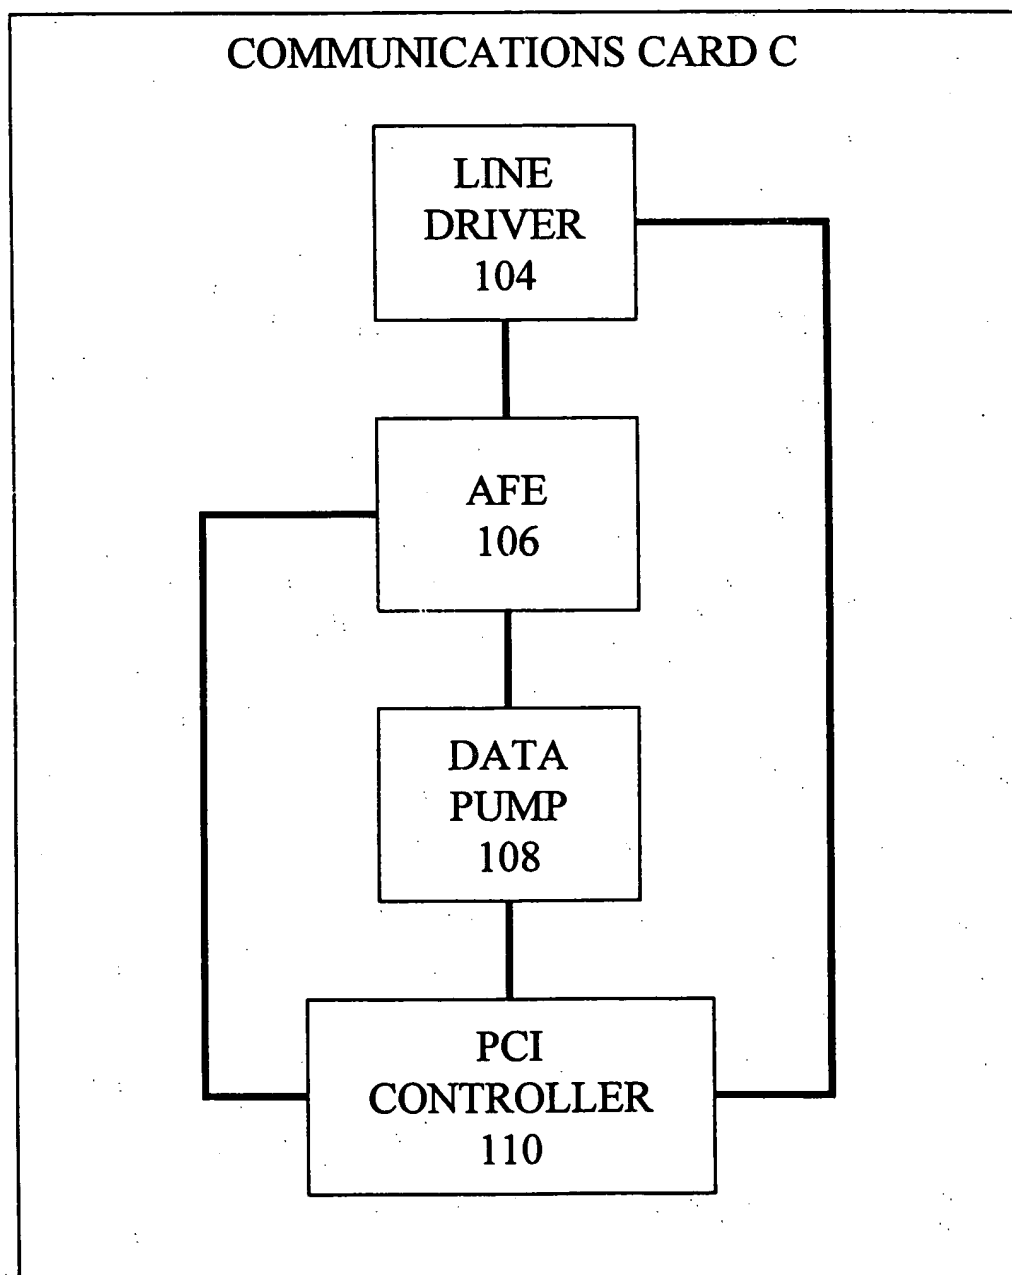 COMMUNICATIONS CARD C
LINE
DRIVER
104
AFE
106
DATA
PUMP
108
PCI
CONTROLLER
110